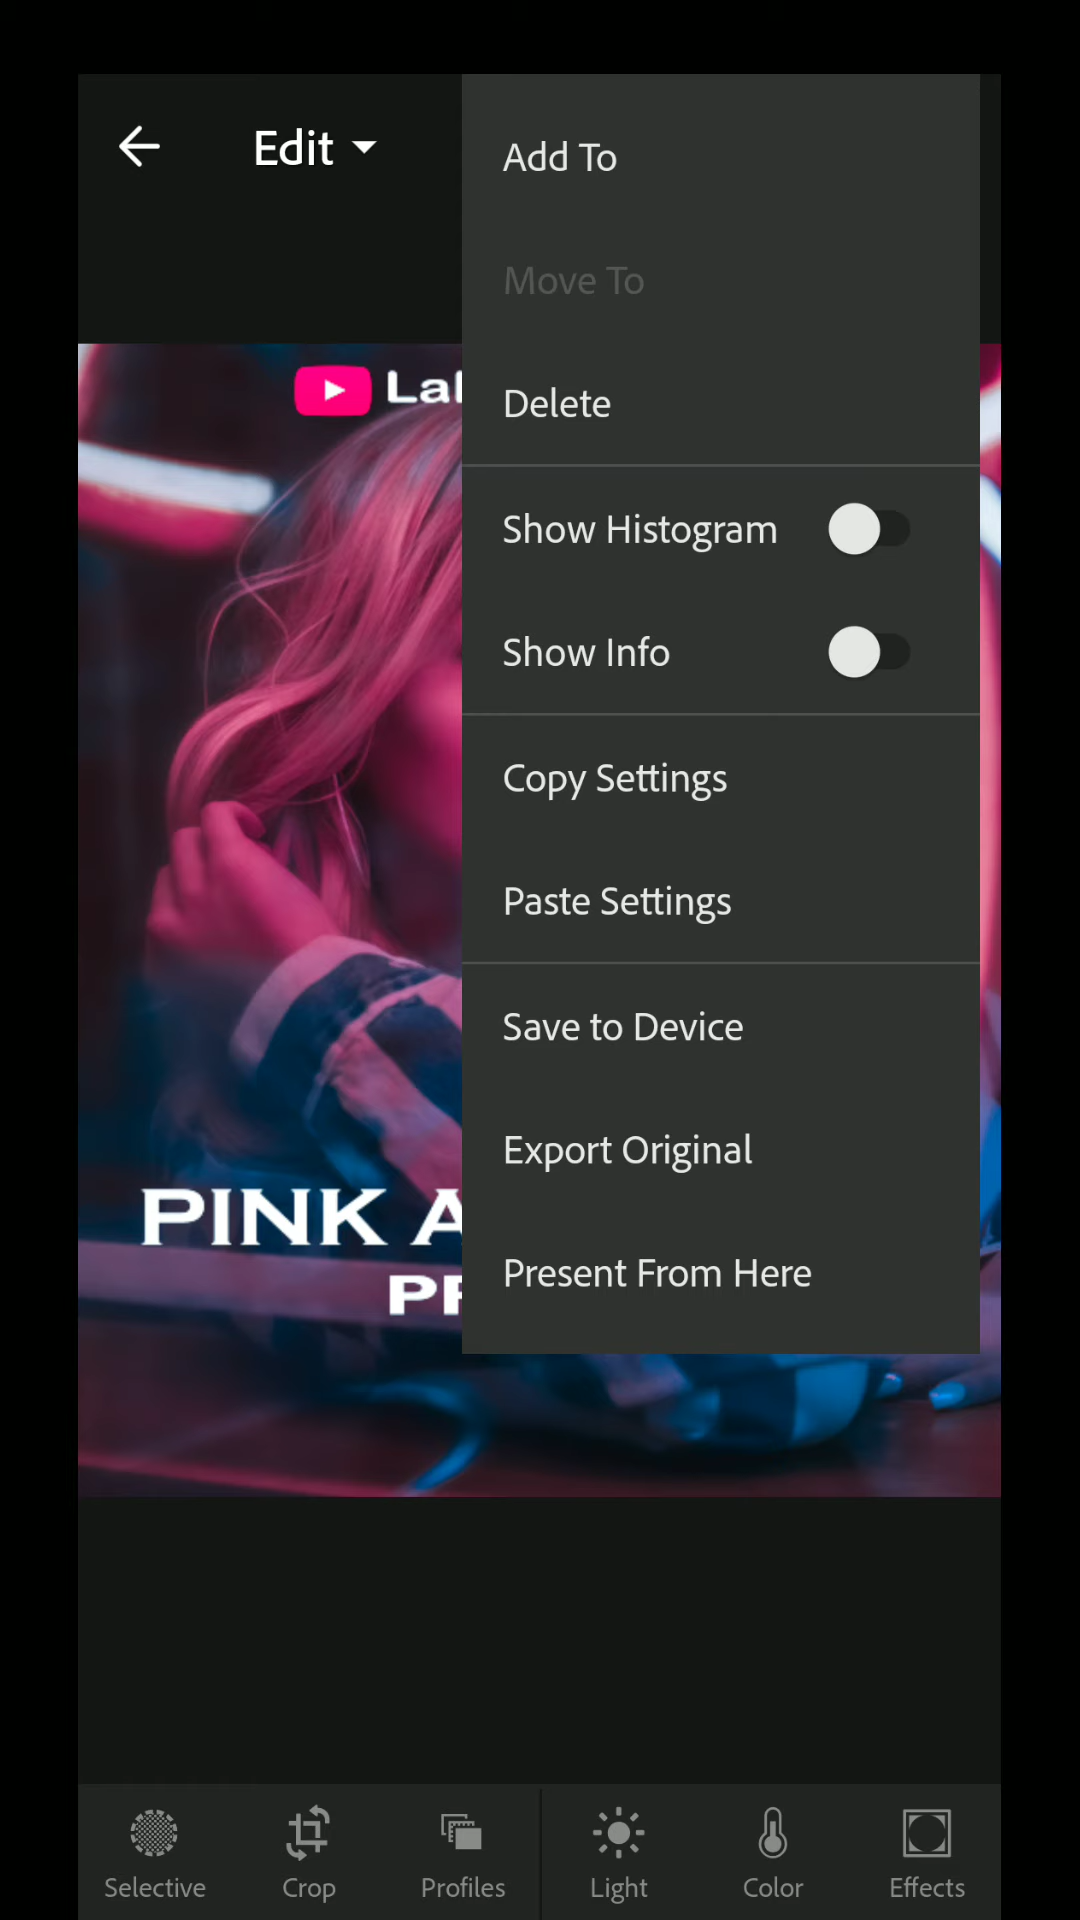 Edit
Add To
Move To
Delete
Show Histogram
Show Info
Copy Settings
Paste Settings
Save to Device
Export Original
Present From Here
PINK
Selective
Crop
Profiles
Light
Color
Effects